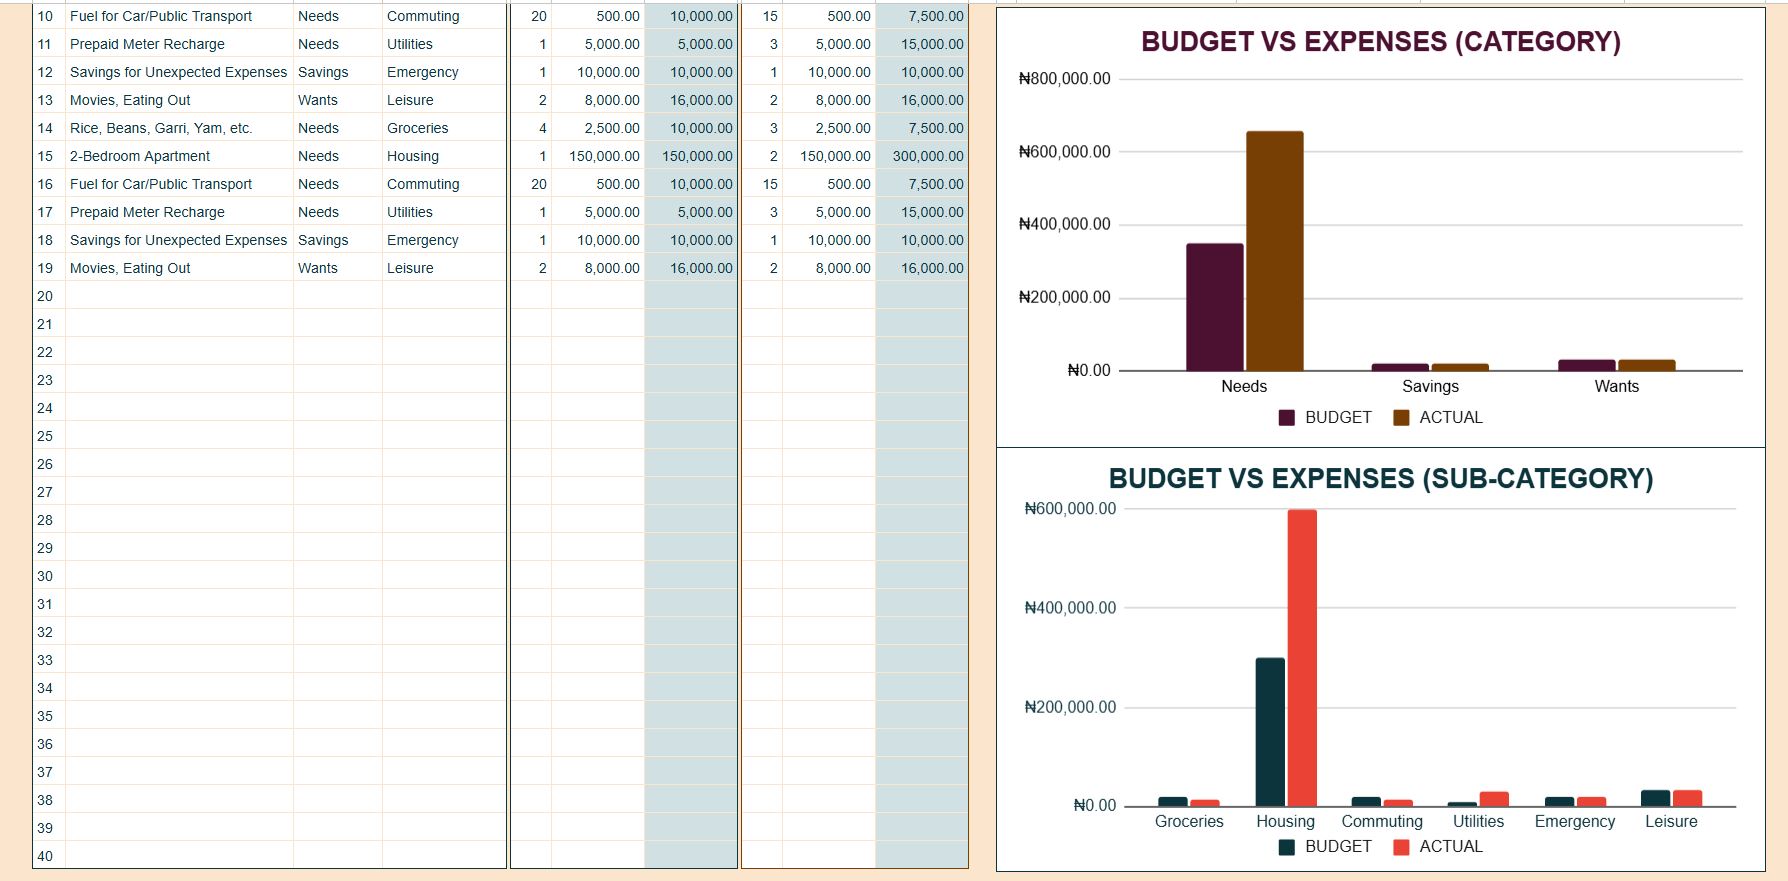 10 Fuel for Car/Public Transport Needs Commuting 20 500.00 10,000.00 15 500.00 7,500.00
11 Prepaid Meter Recharge Needs Utilities 1 5,000.00 5,000.00 3 5,000.00 15,000.00
12 Savings for Unexpected Expenses Savings Emergency 1 10,000.00 10,000.00 1 10,000.00 10,000.00
13 Movies, Eating Out Wants Leisure 2 8,000.00 16,000.00 2 8,000.00 16,000.00
14 Rice, Beans, Garri, Yam, etc. Needs Groceries 4 2,500.00 10,000.00 3 2,500.00 7,500.00
15 2-Bedroom Apartment Needs Housing 1 150,000.00 150,000.00 2 150,000.00 300,000.00
16 Fuel for Car/Public Transport Needs Commuting 20 500.00 10,000.00 15 500.00 7,500.00
17 Prepaid Meter Recharge Needs Utilities 1 5,000.00 5,000.00 3 5,000.00 15,000.00
18 Savings for Unexpected Expenses Savings Emergency 1 10,000.00 10,000.00 1 10,000.00 10,000.00
19 Movies, Eating Out Wants Leisure 2 8,000.00 16,000.00 2 8,000.00 16,000.00
20
21
22
23
24
25
26
27
28
29
30
31
32
33
34
35
36
37
38
39
40
BUDGET VS EXPENSES (CATEGORY)
₦800,000.00
₦600,000.00
₦400,000.00
₦200,000.00
₦0.00
Needs Savings Wants
BUDGET ACTUAL
BUDGET VS EXPENSES (SUB-CATEGORY)
₦600,000.00
₦400,000.00
₦200,000.00
₦0.00
Groceries Housing Commuting Utilities Emergency Leisure
BUDGET ACTUAL